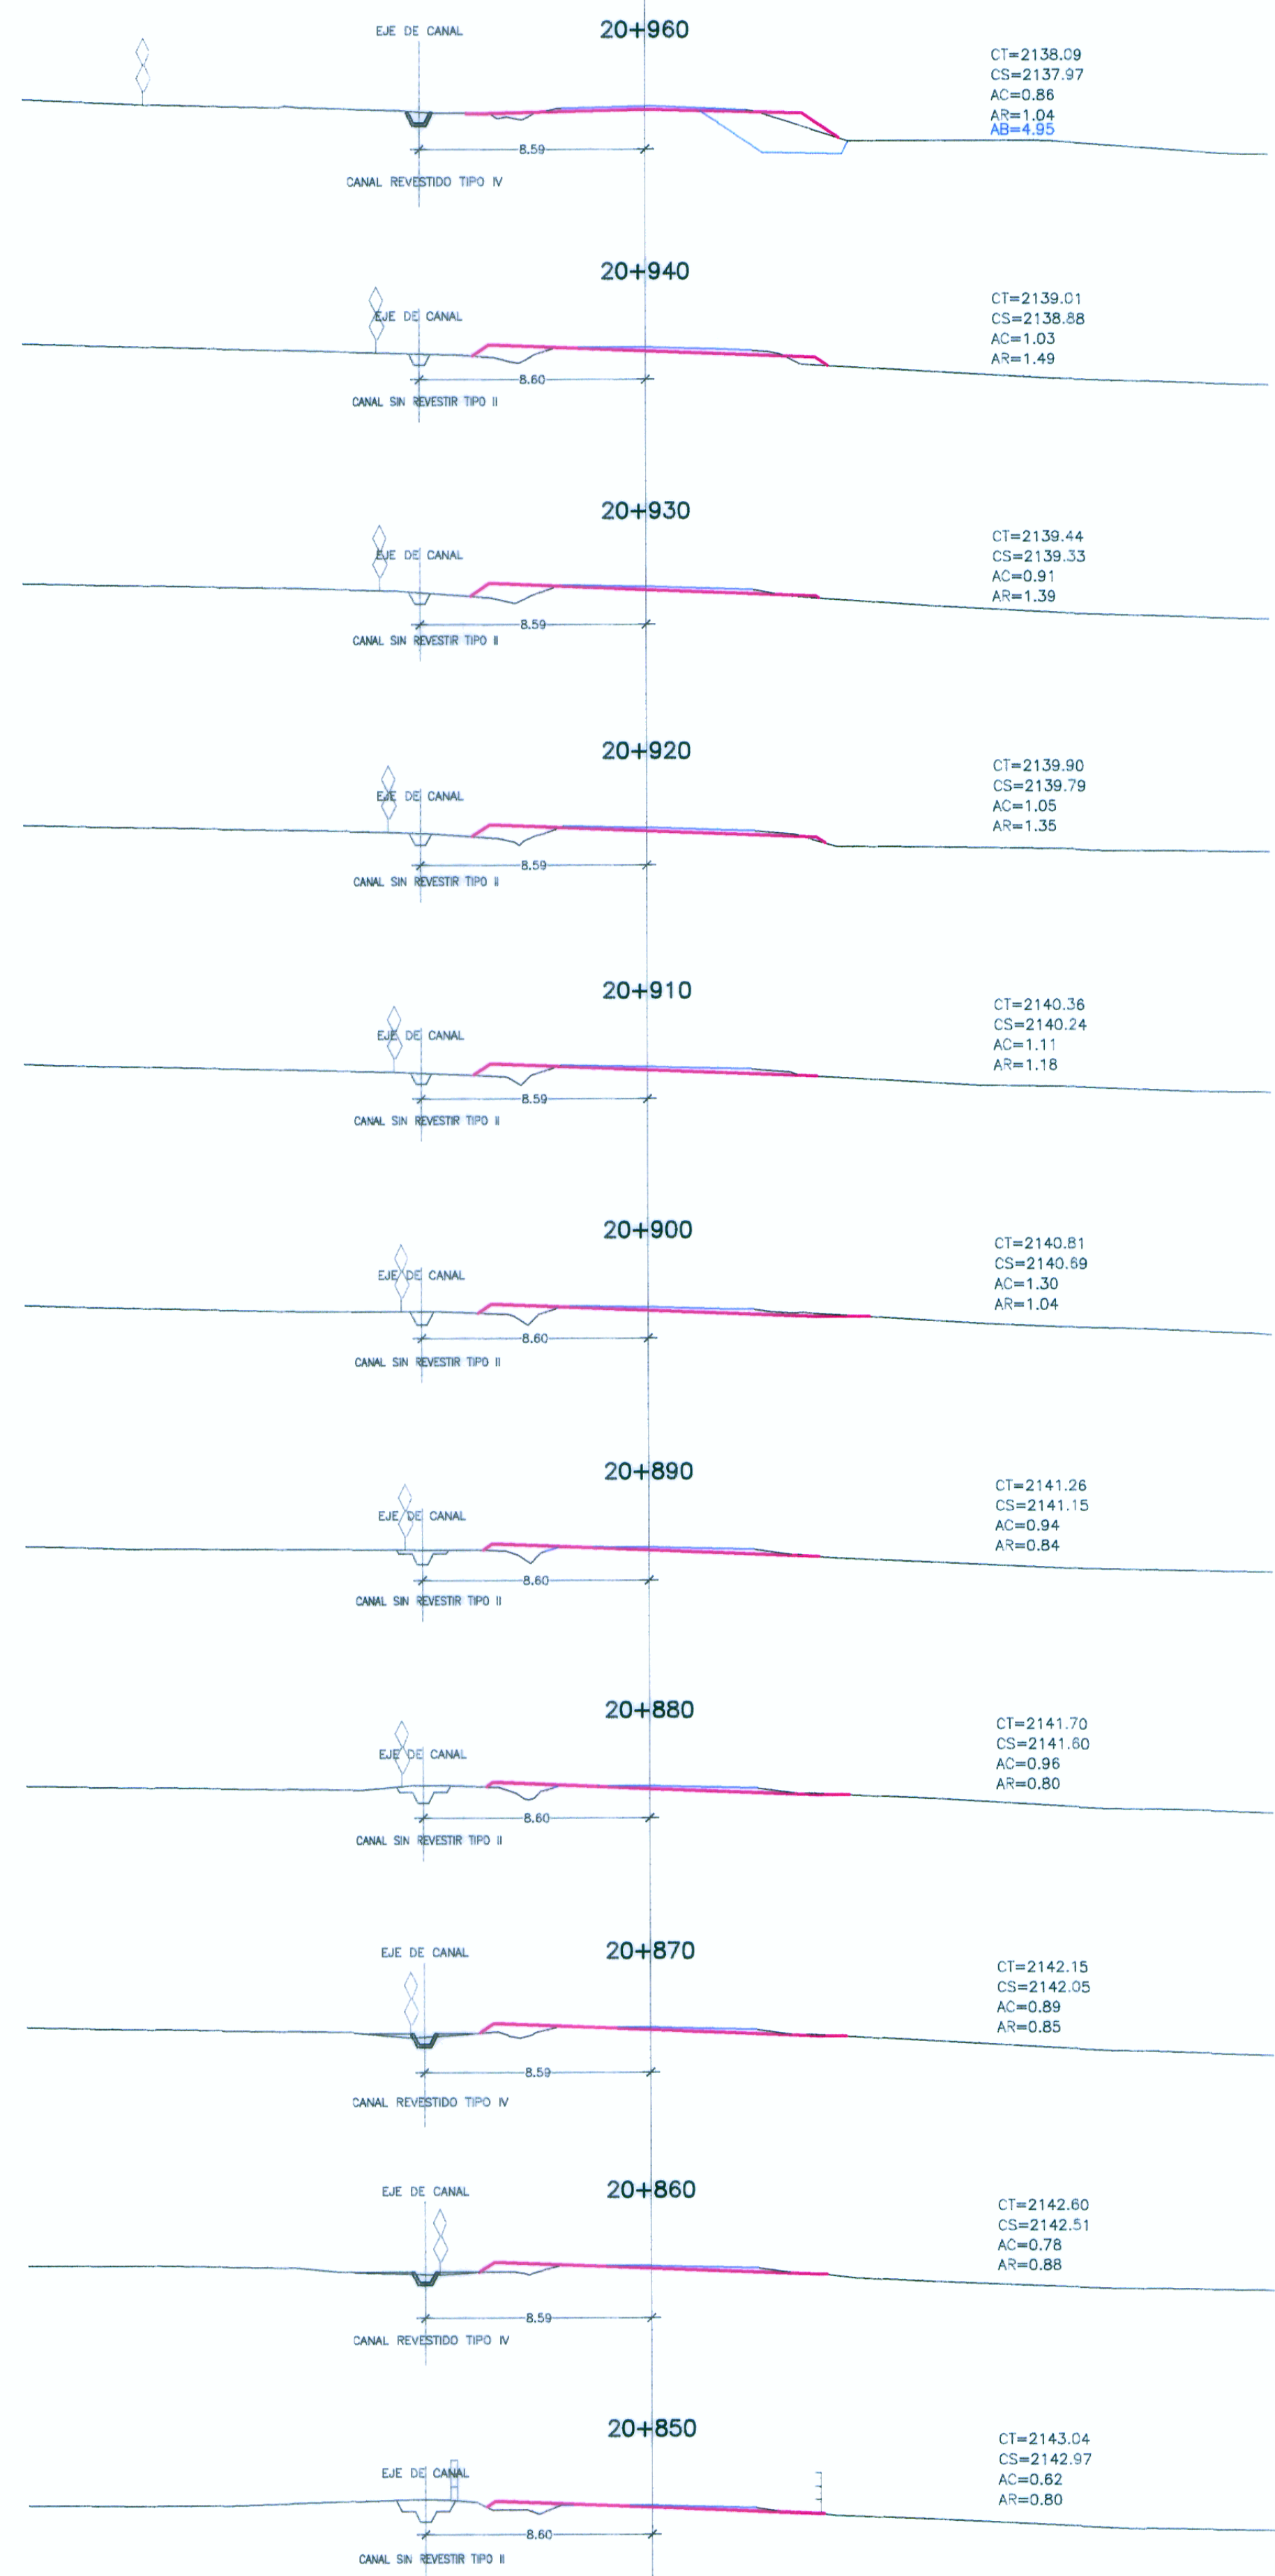 20+960
EJE DE CANAL
CT=2138.09
CS=2137.97
AC=0.86
AR=1.04
AB=4.95
8.59
CANAL REVESTIDO TIPO IV
20+940
EJE DE CANAL
CT=2139.01
CS=2138.88
AC=1.03
AR=1.49
8.60
CANAL SIN REVESTIR TIPO II
20+930
EJE DE CANAL
CT=2139.44
CS=2139.33
AC=0.91
AR=1.39
8.59
CANAL SIN REVESTIR TIPO II
20+920
EJE DE CANAL
CT=2139.90
CS=2139.79
AC=1.05
AR=1.35
8.59
CANAL SIN REVESTIR TIPO II
20+910
EJE DE CANAL
CT=2140.36
CS=2140.24
AC=1.11
AR=1.18
8.59
CANAL SIN REVESTIR TIPO II
20+900
EJE DE CANAL
CT=2140.81
CS=2140.69
AC=1.30
AR=1.04
8.60
CANAL SIN REVESTIR TIPO II
20+890
EJE DE CANAL
CT=2141.26
CS=2141.15
AC=0.94
AR=0.84
8.60
CANAL SIN REVESTIR TIPO II
20+880
EJE DE CANAL
CT=2141.70
CS=2141.60
AC=0.96
AR=0.80
8.60
CANAL SIN REVESTIR TIPO II
20+870
EJE DE CANAL
CT=2142.15
CS=2142.05
AC=0.89
AR=0.85
8.59
CANAL REVESTIDO TIPO IV
20+860
EJE DE CANAL
CT=2142.60
CS=2142.51
AC=0.78
AR=0.88
8.59
CANAL REVESTIDO TIPO IV
20+850
EJE DE CANAL
CT=2143.04
CS=2142.97
AC=0.62
AR=0.80
8.60
CANAL SIN REVESTIR TIPO II